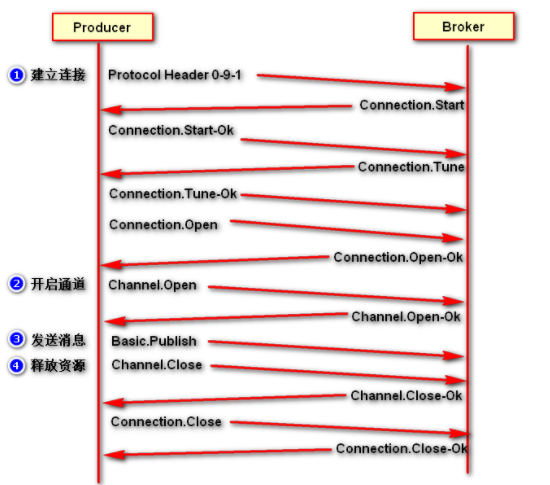 Producer
Broker
1 建立连接 Protocol Header 0-9-1
Connection.Start
Connection.Start-Ok
Connection.Tune
Connection.Tune-Ok
Connection.Open
Connection.Open-Ok
2 开启通道 Channel.Open
Channel.Open-Ok
3 发送消息 Basic.Publish
4 释放资源 Channel.Close
Channel.Close-Ok
Connection.Close
Connection.Close-Ok